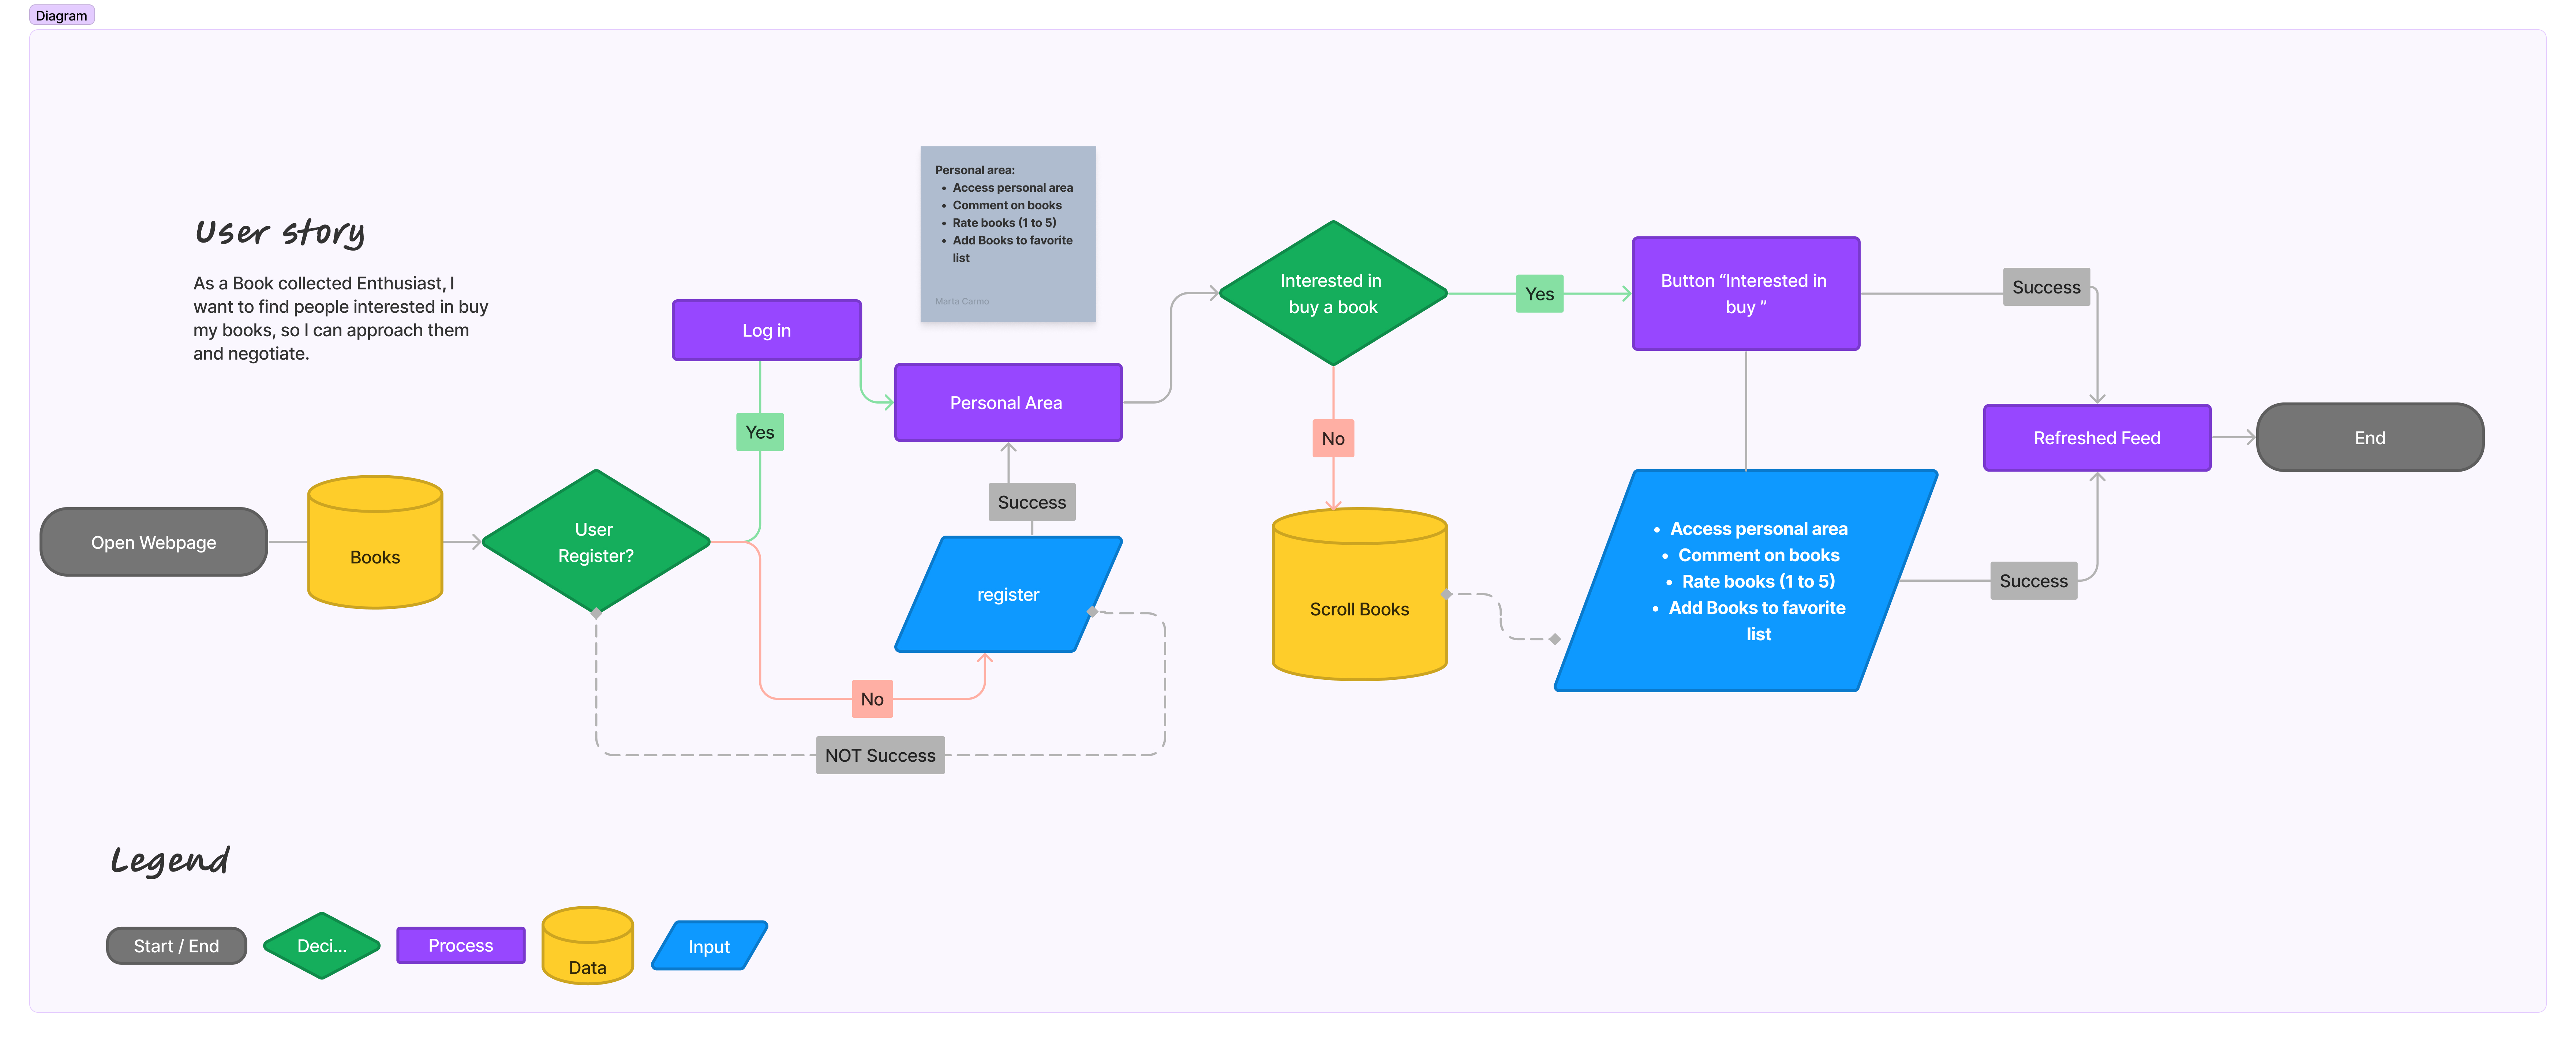 Diagram
User story
As a Book collected Enthusiast, I
want to find people interested in buy
my books, so I can approach them
and negotiate.
Personal area:
• Access personal area
• Comment on books
• Rate books (1 to 5)
• Add Books to favorite
list
Marta Carmo
Open Webpage
Books
User
Register?
Yes
Log in
No
register
NOT Success
Success
Personal Area
Interested in
buy a book
Yes
Button “Interested in
buy ”
Success
No
Scroll Books
• Access personal area
• Comment on books
• Rate books (1 to 5)
• Add Books to favorite
list
Success
Refreshed Feed
End
Legend
Start / End
Deci...
Process
Data
Input